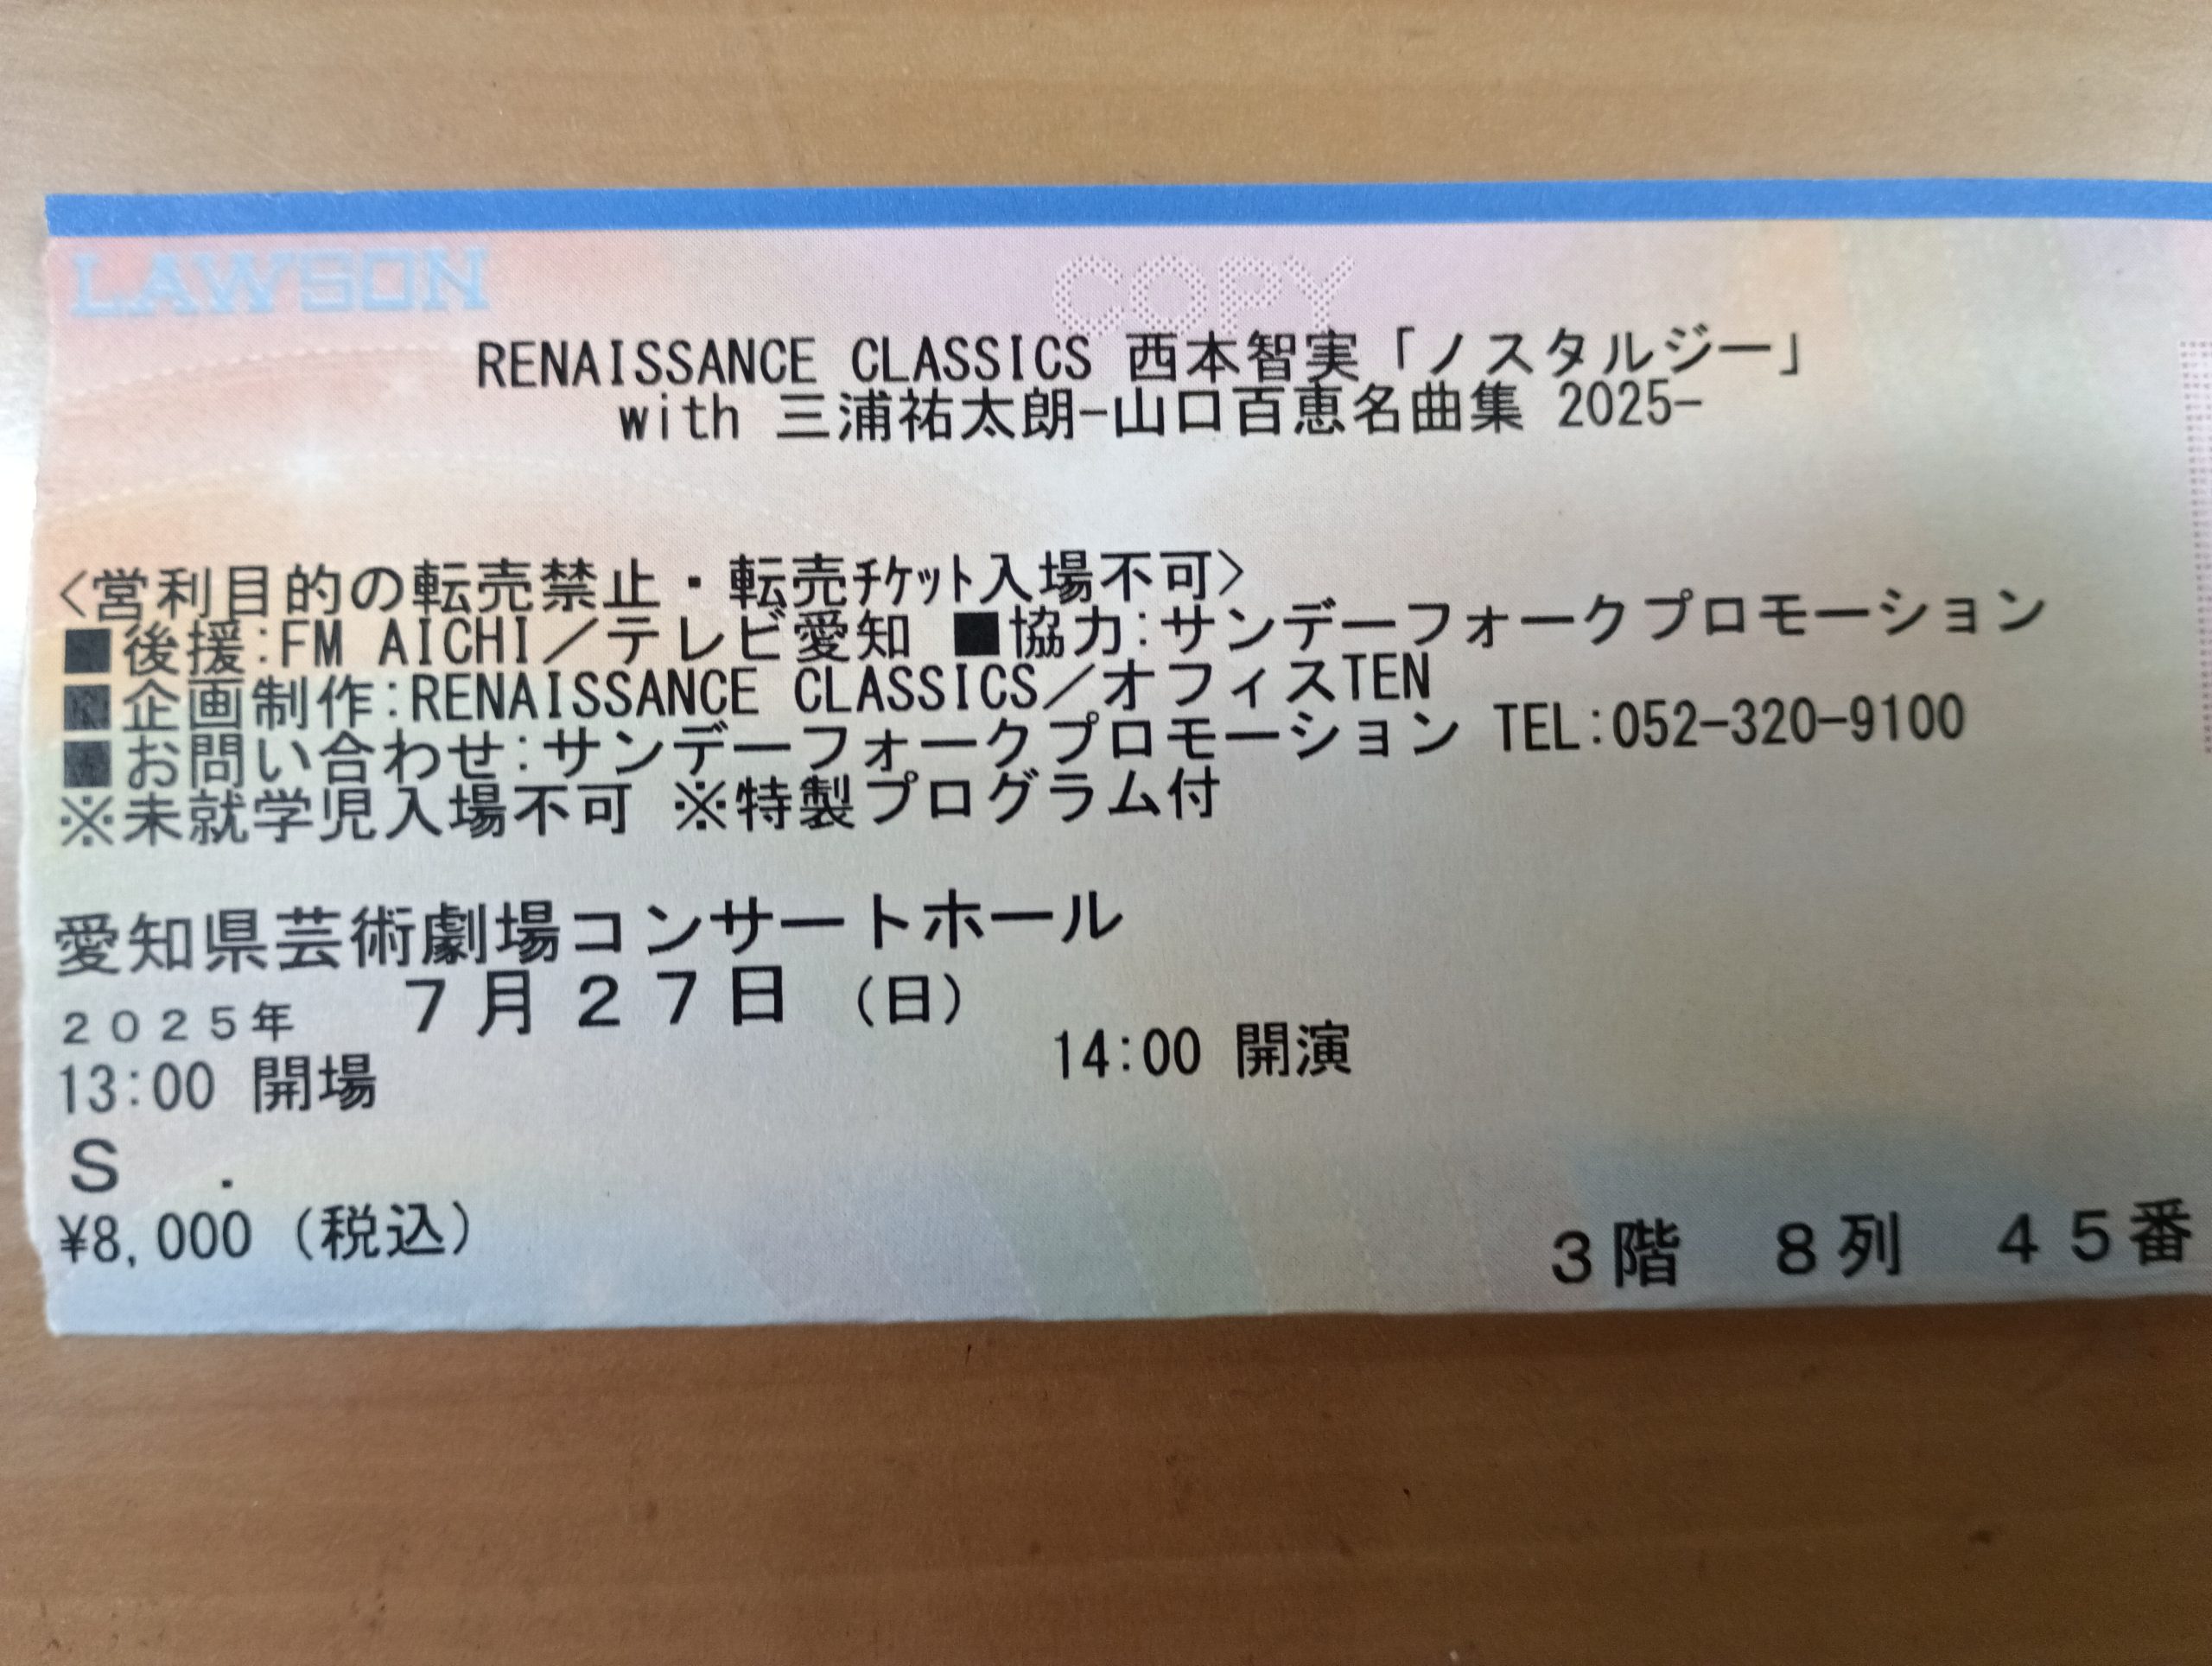 LAWSON
COPY
RENAISSANCE CLASSICS 西本智実「ノスタルジー」
with 三浦祐太朗-山口百恵名曲集 2025-
<営利目的の転売禁止・転売ﾁｹｯﾄ入場不可>
■後援:FM AICHI／テレビ愛知 ■協力:サンデーフォークプロモーション
■企画制作:RENAISSANCE CLASSICS／オフィスTEN
■お問い合わせ:サンデーフォークプロモーション TEL:052-320-9100
※未就学児入場不可 ※特製プログラム付
愛知県芸術劇場コンサートホール
２０２５年 ７月２７日（日）
13:00 開場 14:00 開演
Ｓ .
¥8,000（税込） ３階 ８列 ４５番